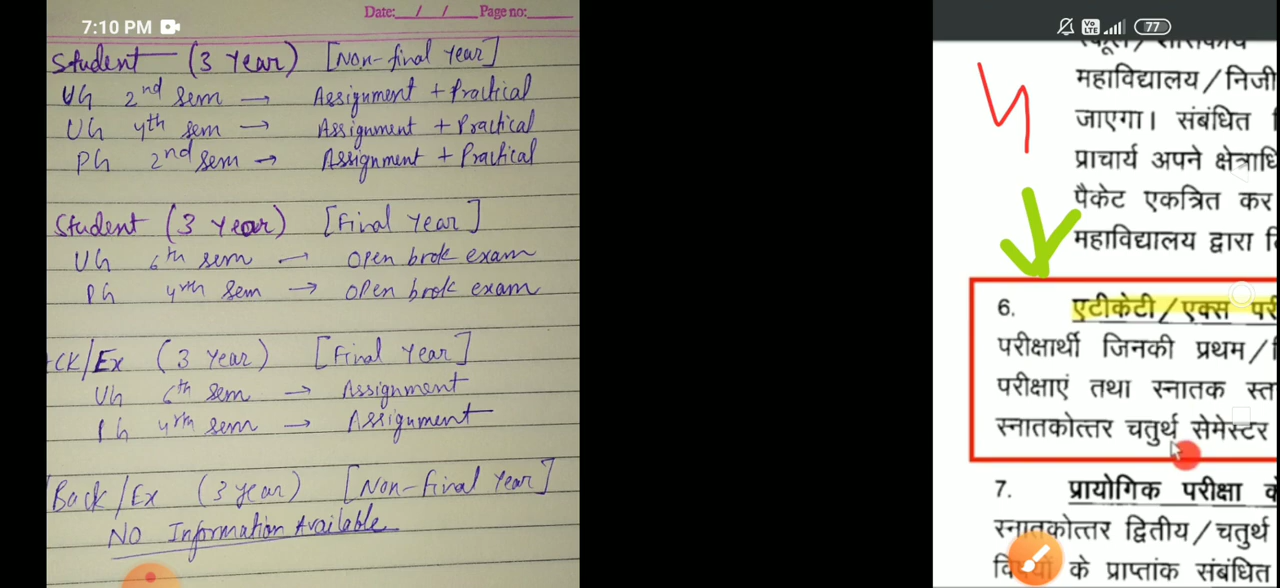 Date: / / Page no:
7:10 PM
Student (3 Year) [Non-final Year]
UG 2nd sem → Assignment + Practical
UG 4th sem → Assignment + Practical
PG 2nd sem → Assignment + Practical
Student (3 Year) [Final Year]
UG 6th sem → open book exam
PG 4rth sem → open book exam
CK/Ex (3 Year) [Final Year]
UG 6th sem → Assignment
PG 4rth sem → Assignment
Back/Ex (3 year) [Non-final Year]
NO Information Available
77
महाविद्यालय/निजी
जाएगा। संबंधित
प्राचार्य अपने क्षेत्राधि
पैकेट एकत्रित कर
महाविद्यालय द्वारा
6. एटीकेटी/एक्स परी
परीक्षार्थी जिनकी प्रथम/
परीक्षाएं तथा स्नातक स्त
स्नातकोत्तर चतुर्थ सेमेस्टर
7. प्रायोगिक परीक्षा
स्नातकोत्तर द्वितीय/चतुर्थ
के प्राप्तांक संबंधित